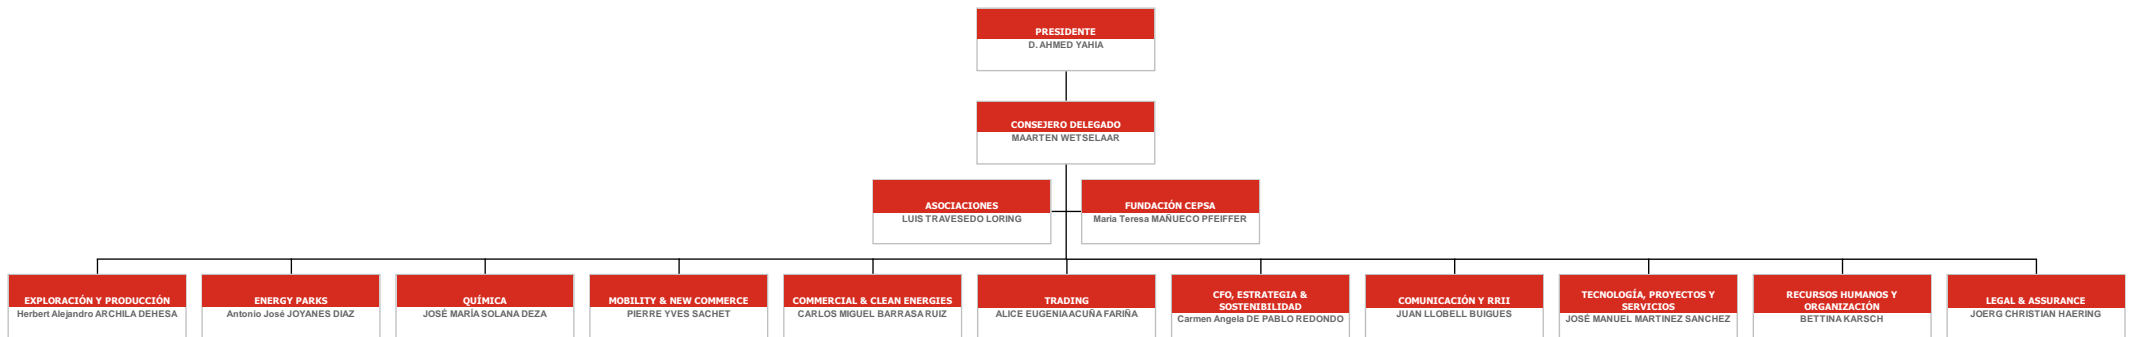 PRESIDENTE
D. AHMED YAHIA
CONSEJERO DELEGADO
MAARTEN WETSELAAR
ASOCIACIONES
LUIS TRAVESEDO LORING
FUNDACIÓN CEPSA
Maria Teresa MAÑUECO PFEIFFER
EXPLORACIÓN Y PRODUCCIÓN
Herbert Alejandro ARCHILA DEHESA
ENERGY PARKS
Antonio José JOYANES DIAZ
QUÍMICA
JOSÉ MARÍA SOLANA DEZA
MOBILITY & NEW COMMERCE
PIERRE YVES SACHET
COMMERCIAL & CLEAN ENERGIES
CARLOS MIGUEL BARRASA RUIZ
TRADING
ALICE EUGENIA ACUÑA FARIÑA
CFO, ESTRATEGIA &
SOSTENIBILIDAD
Carmen Angela DE PABLO REDONDO
COMUNICACIÓN Y RRII
JUAN LLOBELL BUIGUES
TECNOLOGÍA, PROYECTOS Y
SERVICIOS
JOSÉ MANUEL MARTINEZ SANCHEZ
RECURSOS HUMANOS Y
ORGANIZACIÓN
BETTINA KARSCH
LEGAL & ASSURANCE
JOERG CHRISTIAN HAERING